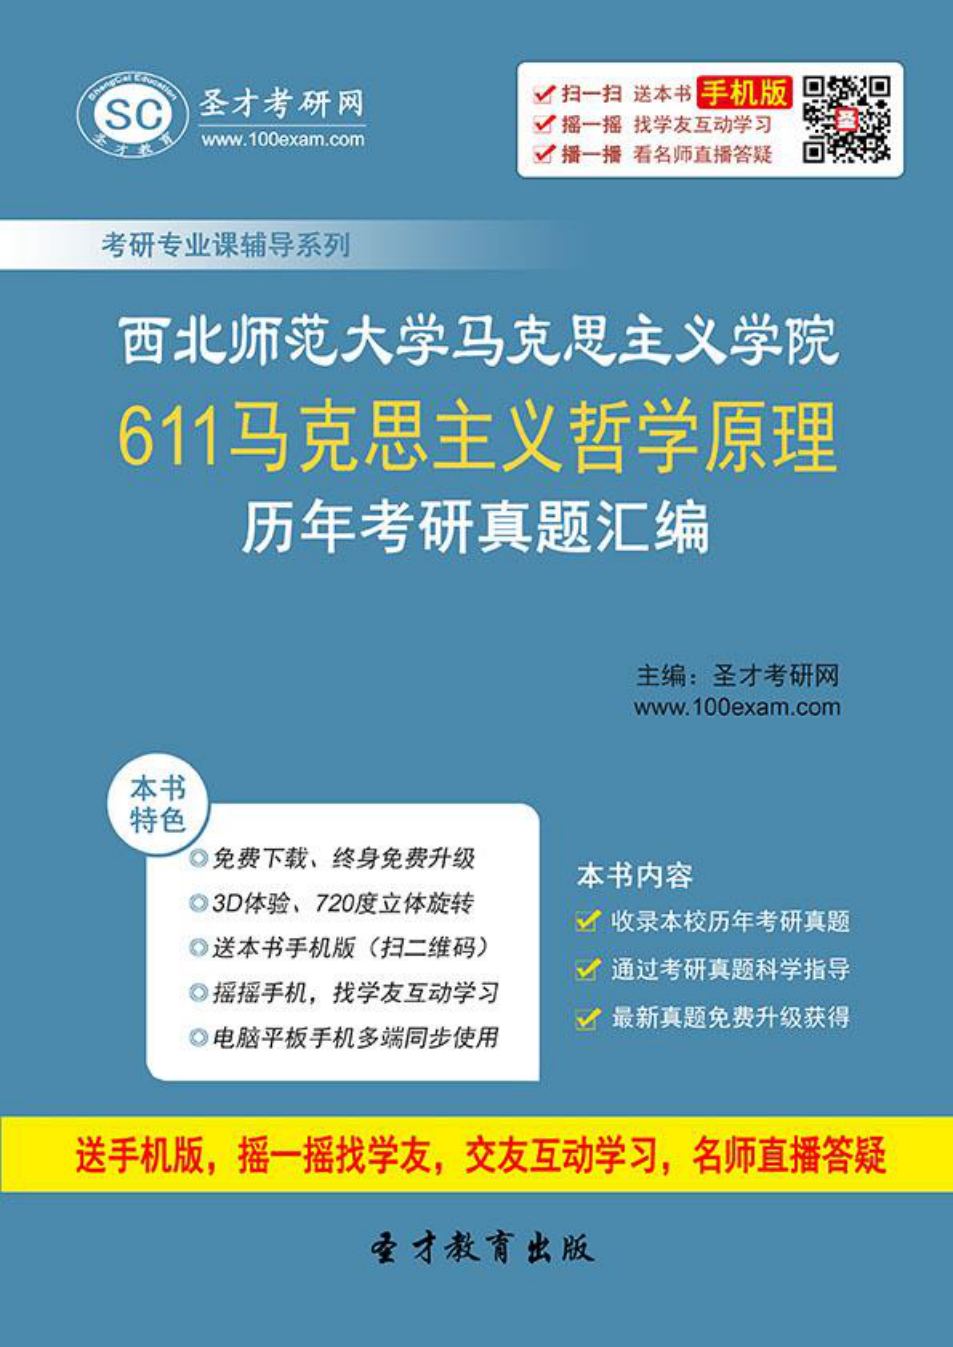 ShengCai Education
SC
圣才教育
圣才考研网
www.100exam.com
扫一扫 送本书 手机版
摇一摇 找学友互动学习
播一播 看名师直播答疑
圣
考研专业课辅导系列
西北师范大学马克思主义学院
611马克思主义哲学原理
历年考研真题汇编
主编：圣才考研网
www.100exam.com
本书
特色
◎免费下载、终身免费升级
◎3D体验、720度立体旋转
◎送本书手机版（扫二维码）
◎摇摇手机，找学友互动学习
◎电脑平板手机多端同步使用
本书内容
收录本校历年考研真题
通过考研真题科学指导
最新真题免费升级获得
送手机版，摇一摇找学友，交友互动学习，名师直播答疑
圣才教育出版